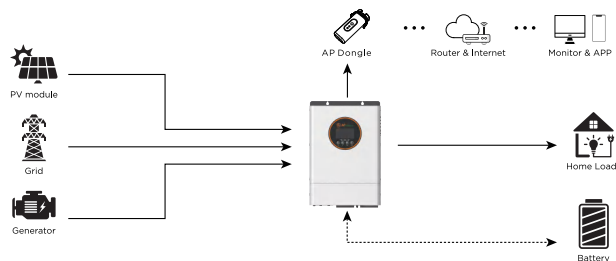 AP Dongle
Router & Internet
Monitor & APP
PV module
Grid
Home Load
Generator
Battery